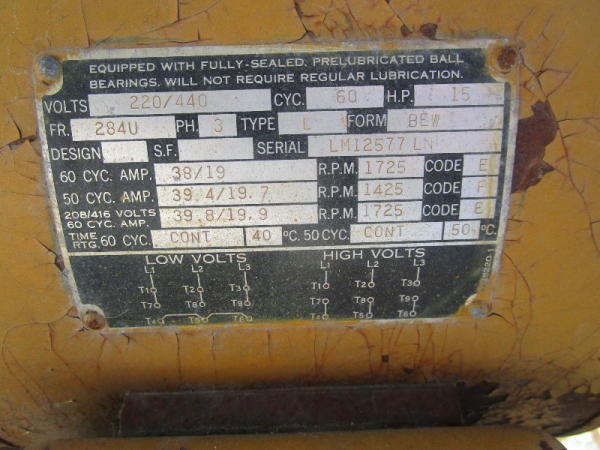 EQUIPPED WITH FULLY-SEALED, PRELUBRICATED BALL
BEARINGS, WILL NOT REQUIRE REGULAR LUBRICATION.
VOLTS 220/440 CYC. 60 H.P. 15
FR. 284U PH. 3 TYPE L FORM BEW
DESIGN S.F. SERIAL LM12577 LN
60 CYC. AMP. 38/19 R.P.M. 1725 CODE E
50 CYC. AMP. 39.4/19.7 R.P.M. 1425 CODE F
208/416 VOLTS
60 CYC. AMP. 39.8/19.9 R.P.M. 1725 CODE E
TIME
RTG. 60 CYC. CONT 40 °C. 50 CYC. CONT 50 °C.
LOW VOLTS HIGH VOLTS
L1 L2 L3 L1 L2 L3
T1 T2 T3 T1 T2 T3
T7 T8 T9 T7 T8 T9
T4 T5 T6 T4 T5 T6